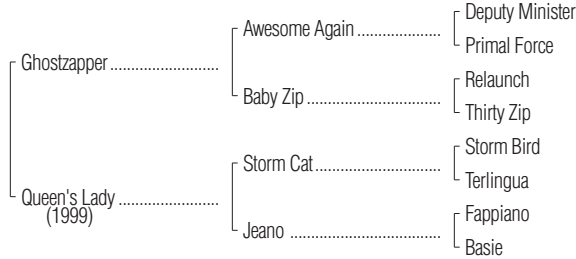 Deputy Minister
Awesome Again ....................
Primal Force
Ghostzapper ..........................
Relaunch
Baby Zip ................................
Thirty Zip
Storm Bird
Storm Cat..............................
Terlingua
Queen's Lady ........................
(1999)
Fappiano
Jeano ....................................
Basie